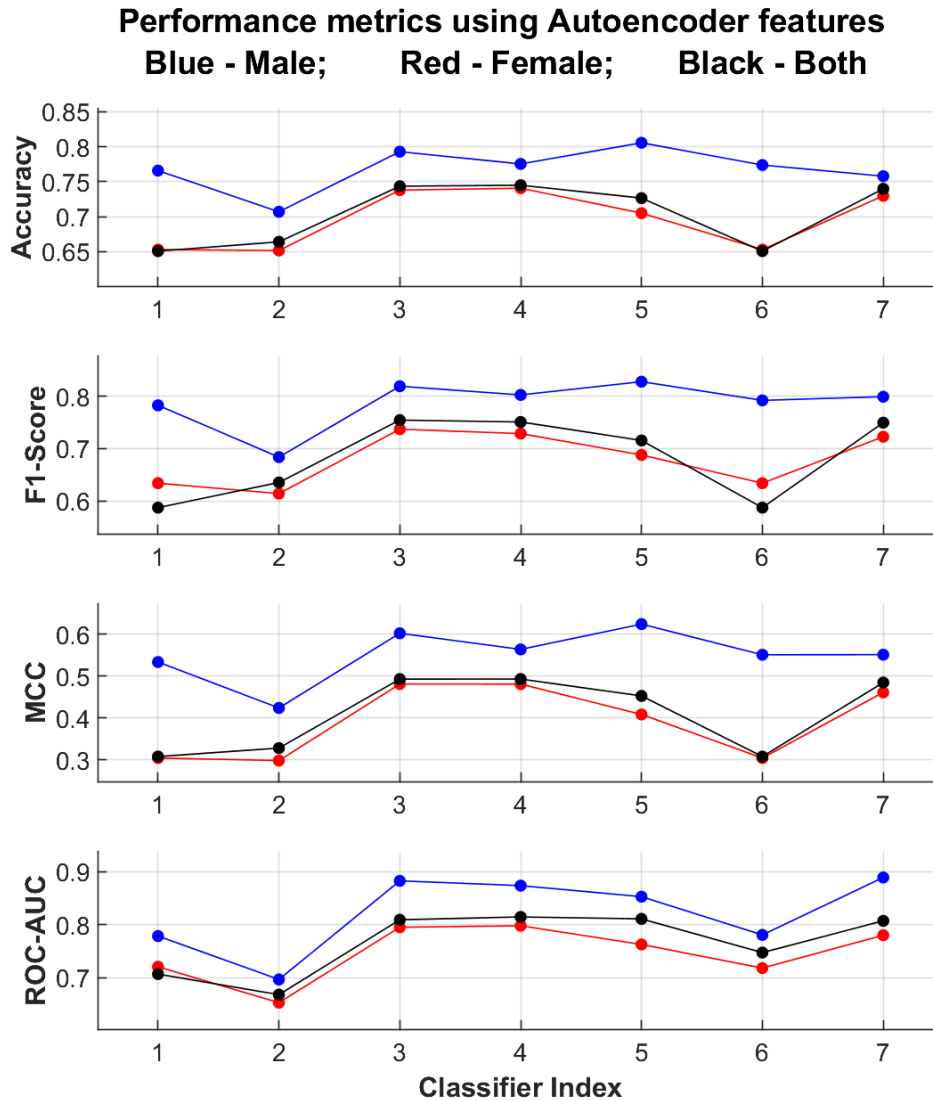 Performance metrics using Autoencoder features
Blue - Male; Red - Female; Black - Both
Accuracy
0.85
0.8
0.75
0.7
0.65
1 2 3 4 5 6 7
F1-Score
0.8
0.7
0.6
1 2 3 4 5 6 7
MCC
0.6
0.5
0.4
0.3
1 2 3 4 5 6 7
ROC-AUC
0.9
0.8
0.7
1 2 3 4 5 6 7
Classifier Index